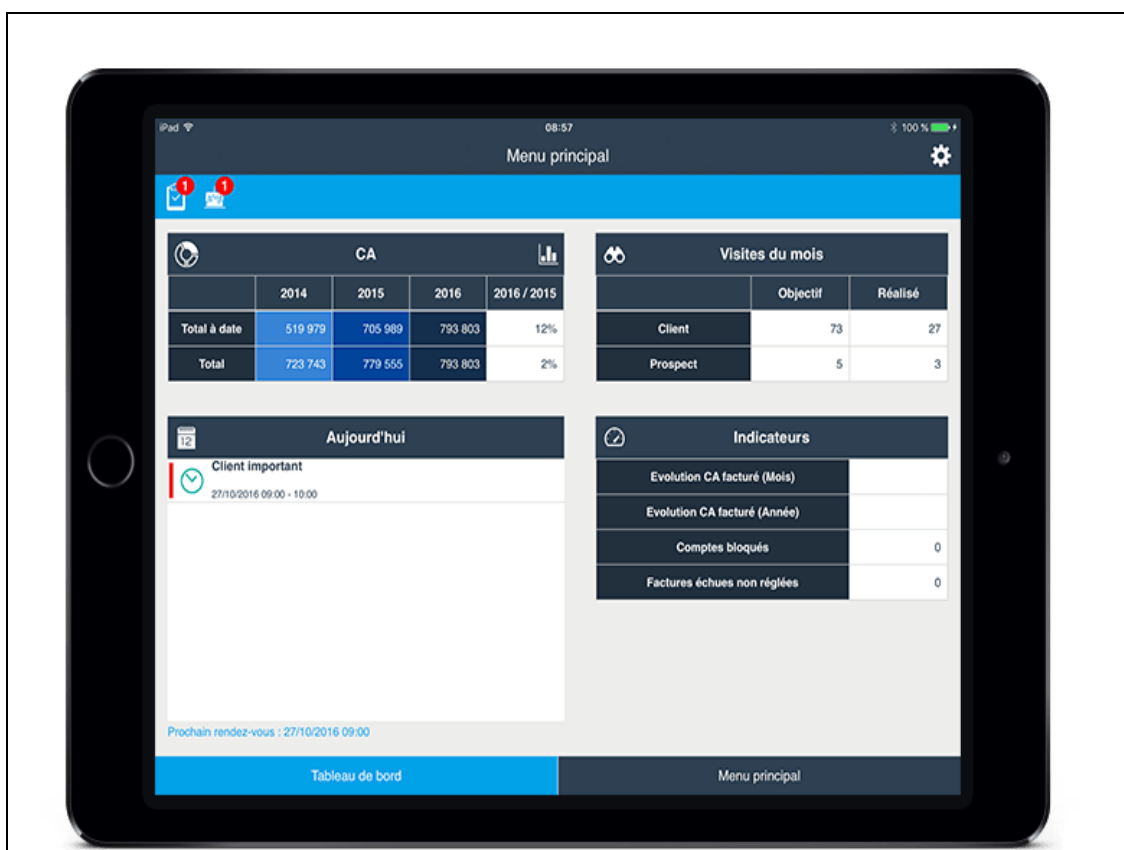 iPad 08:57 100 %
Menu principal
1 1
CA
2014 2015 2016 2016 / 2015
Total à date 519 979 705 989 793 803 12%
Total 723 743 779 555 793 803 2%
Visites du mois
Objectif Réalisé
Client 73 27
Prospect 5 3
12 Aujourd'hui
Client important
27/10/2016 09:00 - 10:00
Prochain rendez-vous : 27/10/2016 09:00
Indicateurs
Evolution CA facturé (Mois)
Evolution CA facturé (Année)
Comptes bloqués 0
Factures échues non réglées 0
Tableau de bord Menu principal